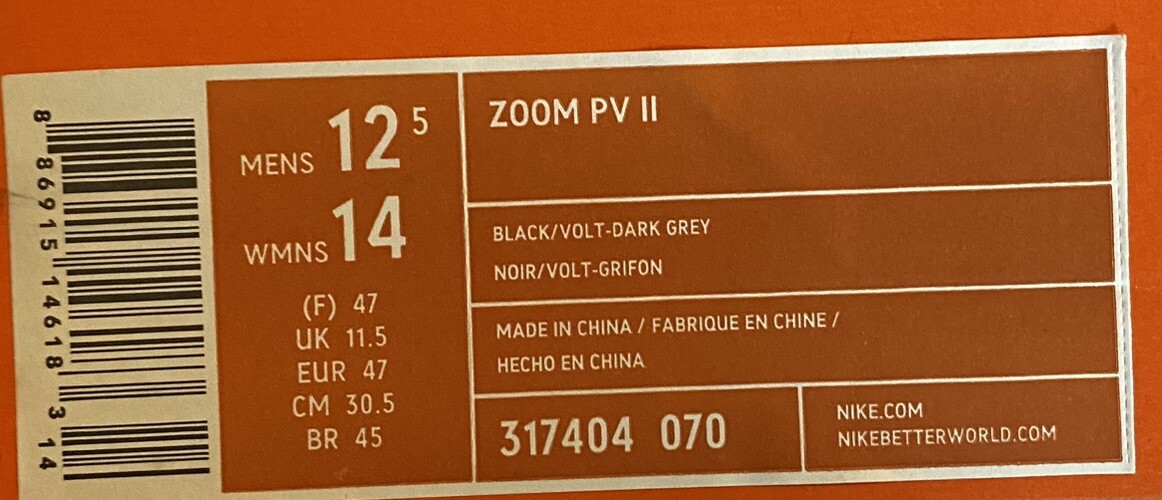 8 86915 14618 3 14
MENS 12 5
WMNS 14
(F) 47
UK 11.5
EUR 47
CM 30.5
BR 45
ZOOM PV II
BLACK/VOLT-DARK GREY
NOIR/VOLT-GRIFON
MADE IN CHINA / FABRIQUE EN CHINE /
HECHO EN CHINA
317404 070
NIKE.COM
NIKEBETTERWORLD.COM